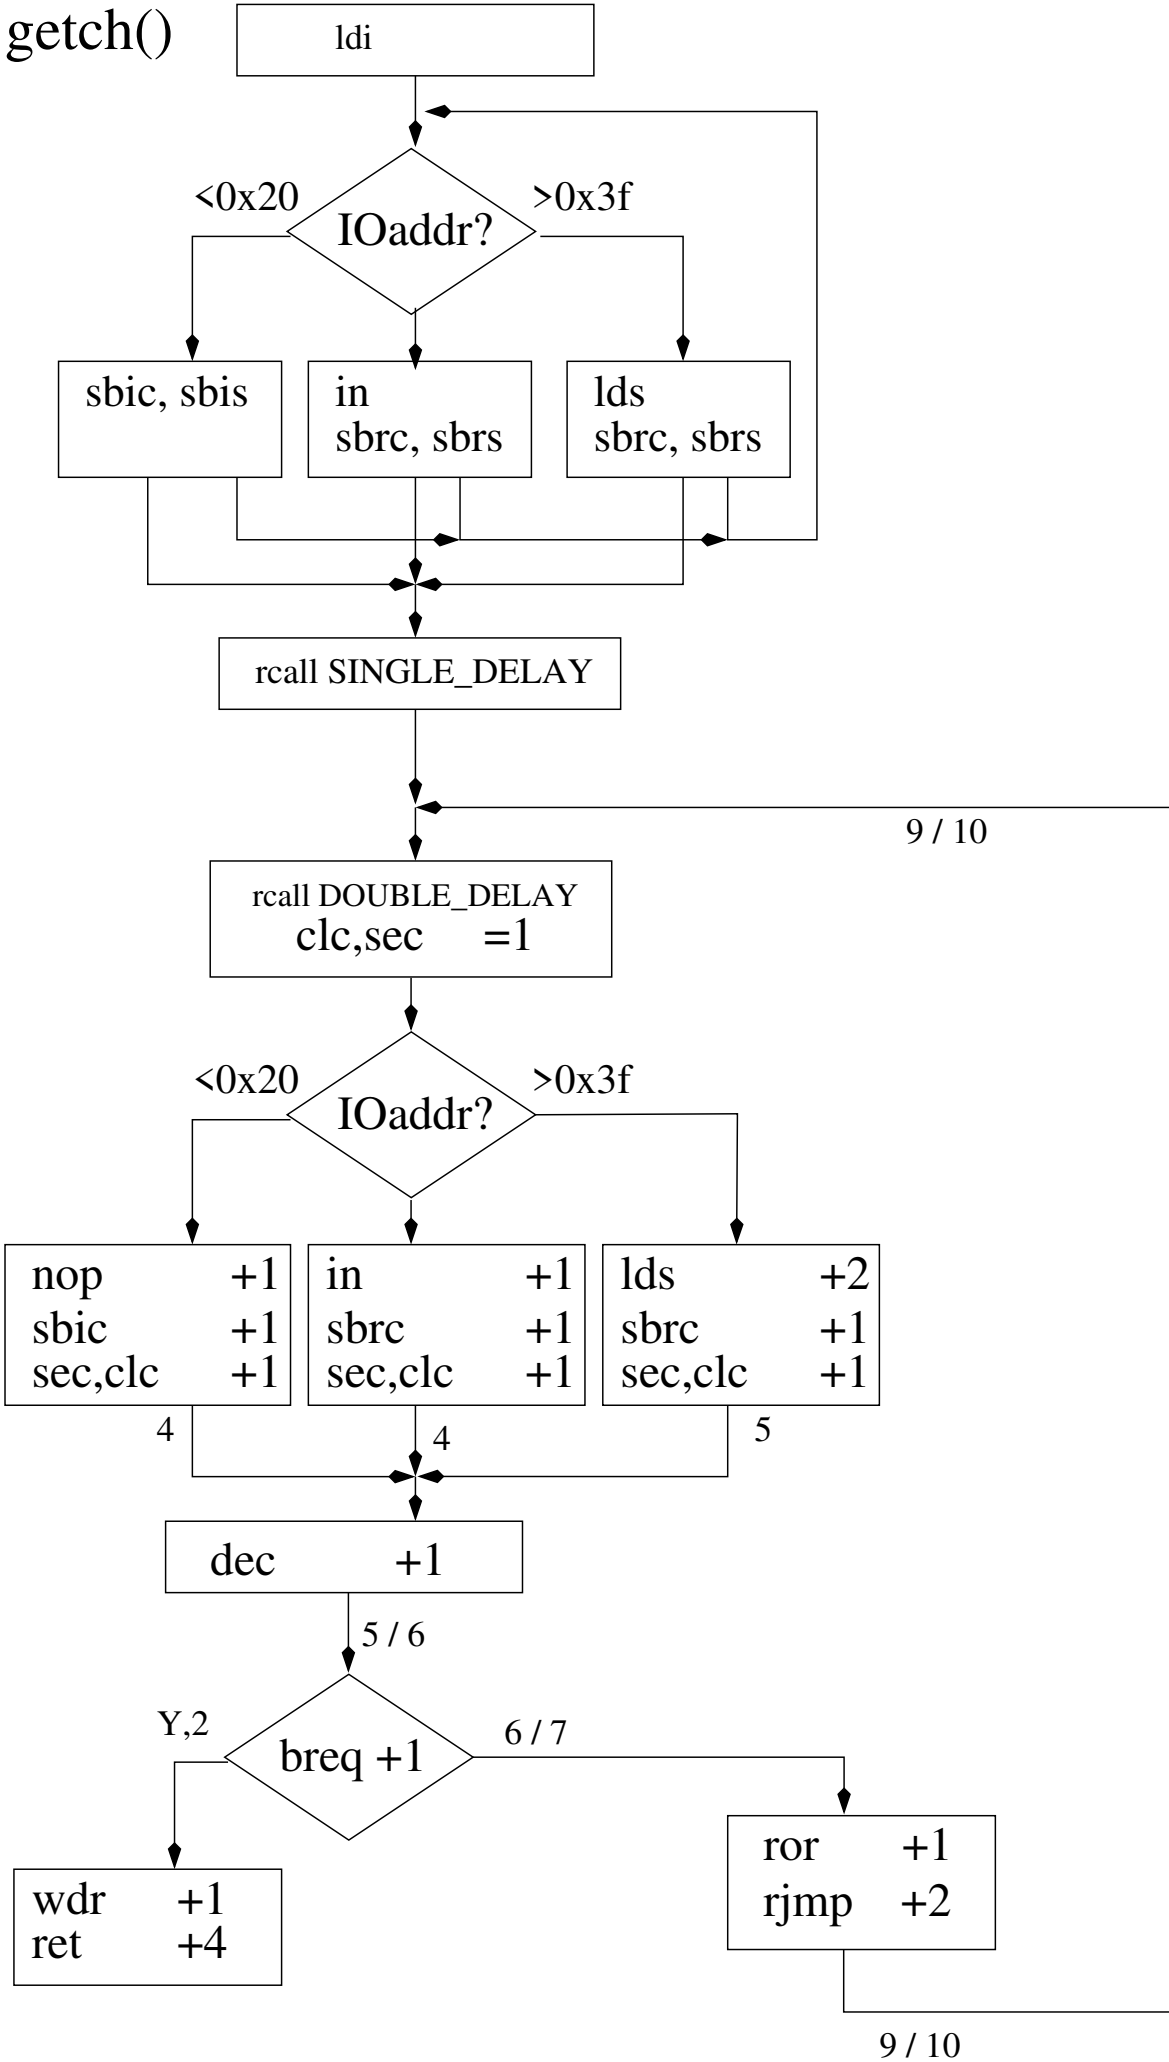 getch()
ldi
<0x20
>0x3f
IOaddr?
sbic, sbis
in
sbrc, sbrs
lds
sbrc, sbrs
rcall SINGLE_DELAY
9 / 10
rcall DOUBLE_DELAY
clc,sec =1
<0x20
>0x3f
IOaddr?
nop +1
sbic +1
sec,clc +1
in +1
sbrc +1
sec,clc +1
lds +2
sbrc +1
sec,clc +1
4
4
5
dec +1
5 / 6
Y,2
breq +1
6 / 7
wdr +1
ret +4
ror +1
rjmp +2
9 / 10